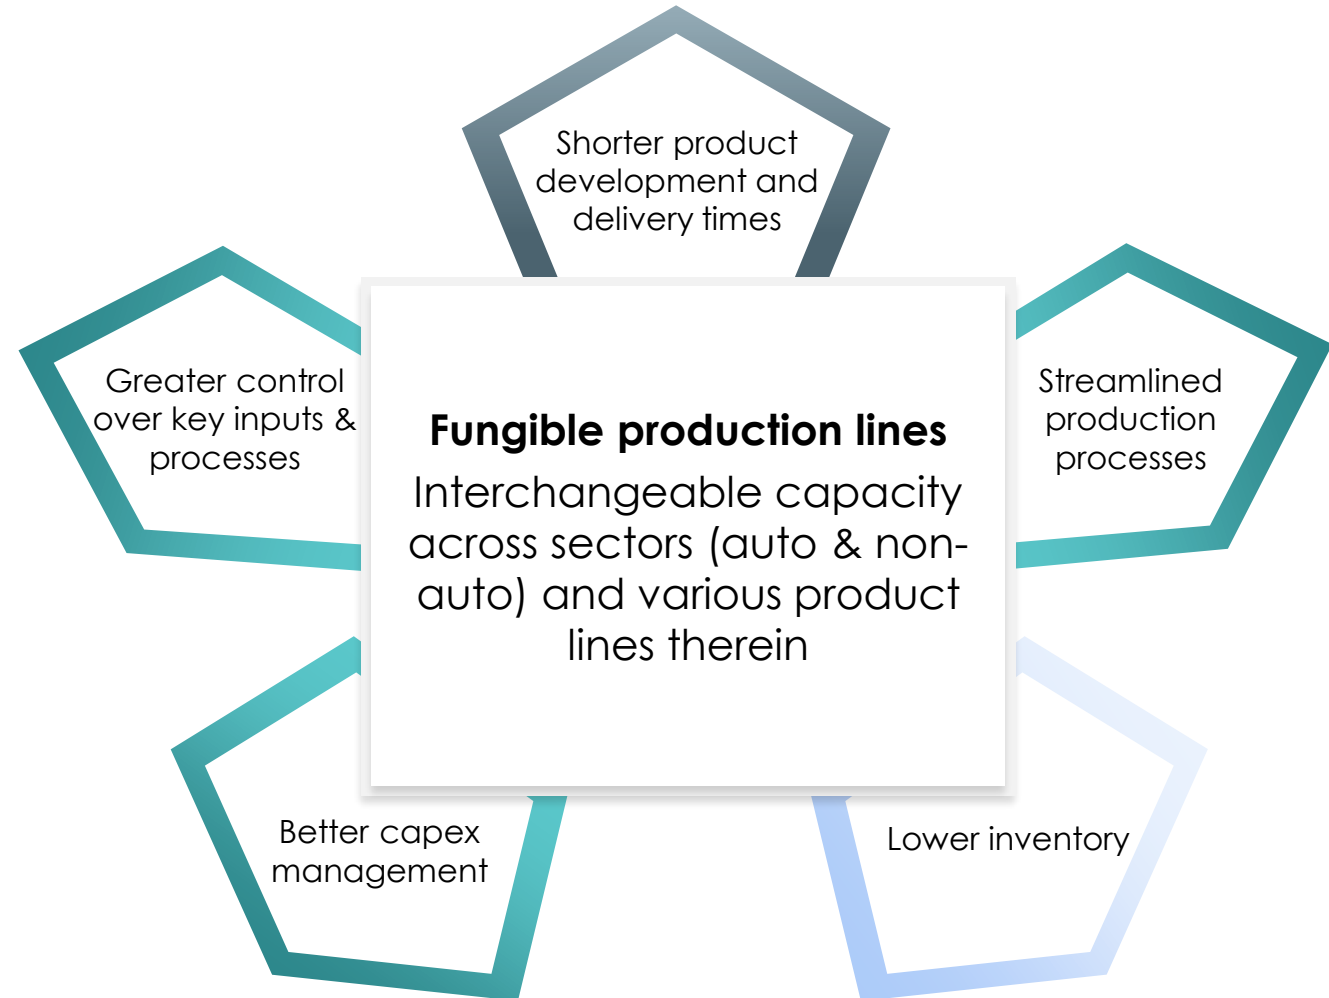 Shorter product
development and
delivery times
Greater control
over key inputs &
processes
Streamlined
production
processes
Fungible production lines
Interchangeable capacity
across sectors (auto & non-
auto) and various product
lines therein
Better capex
management
Lower inventory